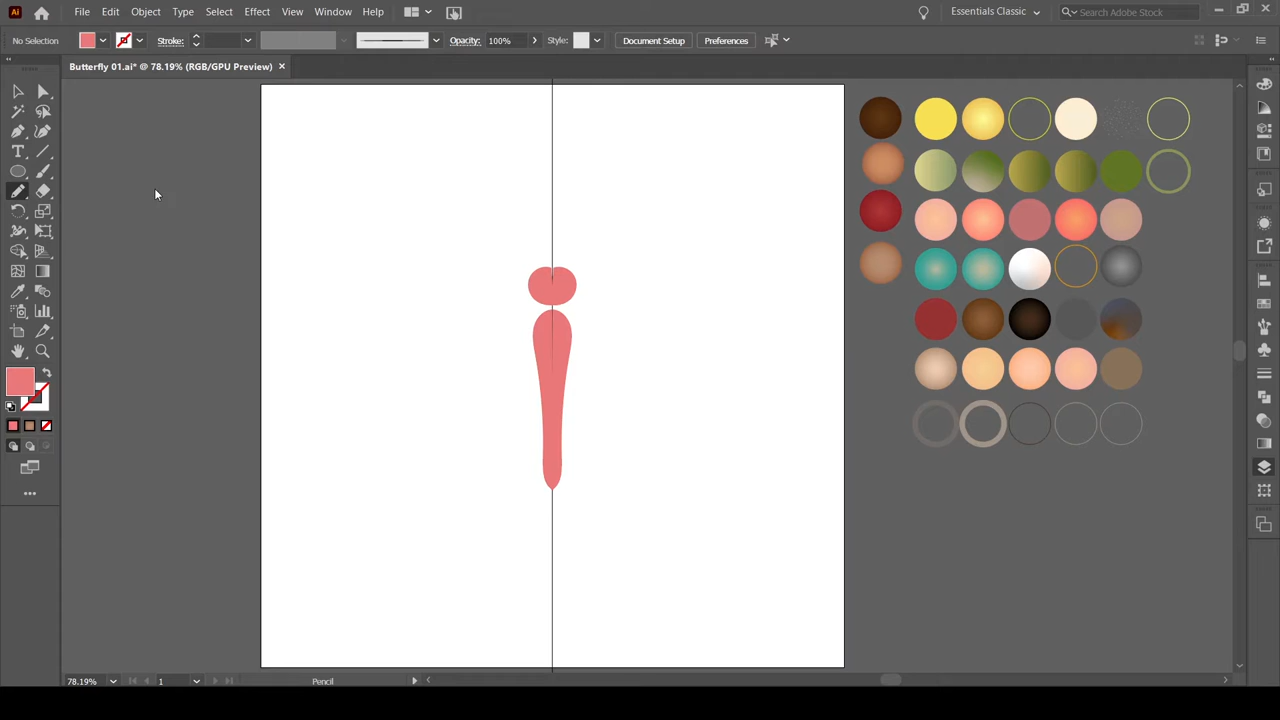 Ai File Edit Object Type Select Effect View Window Help Essentials Classic Search Adobe Stock
No Selection Stroke: Opacity: 100% Style: Document Setup Preferences
Butterfly 01.ai* @ 78.19% (RGB/GPU Preview)
78.19% 1 Pencil